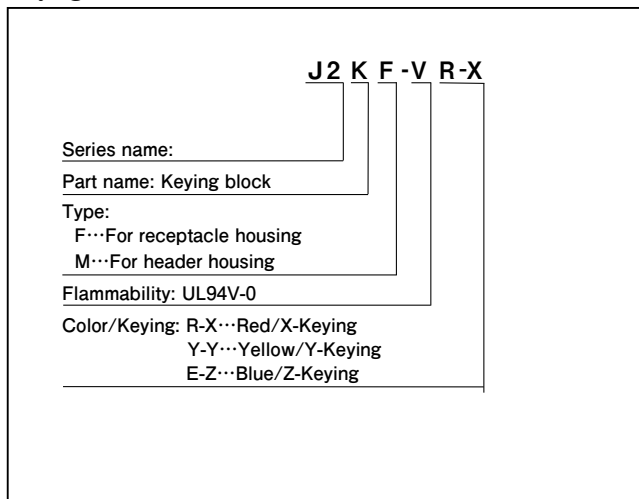 J2 K F -V R -X
Series name:
Part name: Keying block
Type:
F···For receptacle housing
M···For header housing
Flammability: UL94V-0
Color/Keying: R-X···Red/X-Keying
Y-Y···Yellow/Y-Keying
E-Z···Blue/Z-Keying